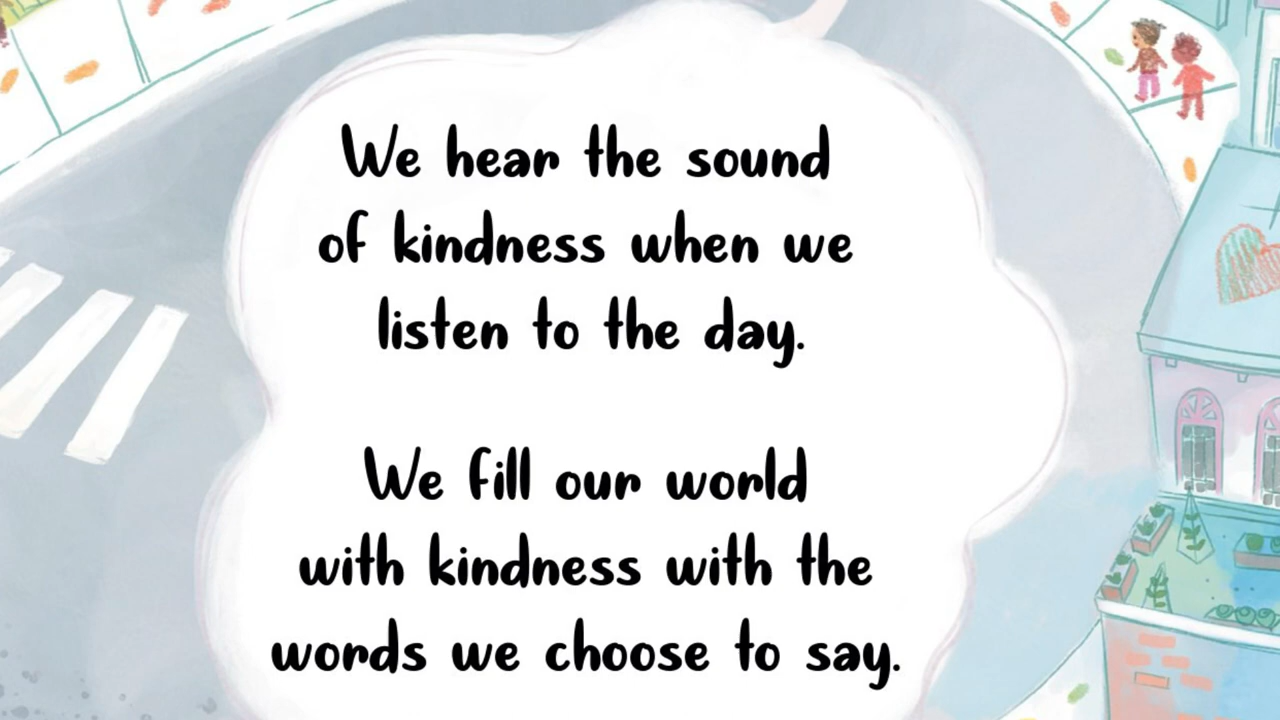 We hear the sound
of kindness when we
listen to the day.
We fill our world
with kindness with the
words we choose to say.